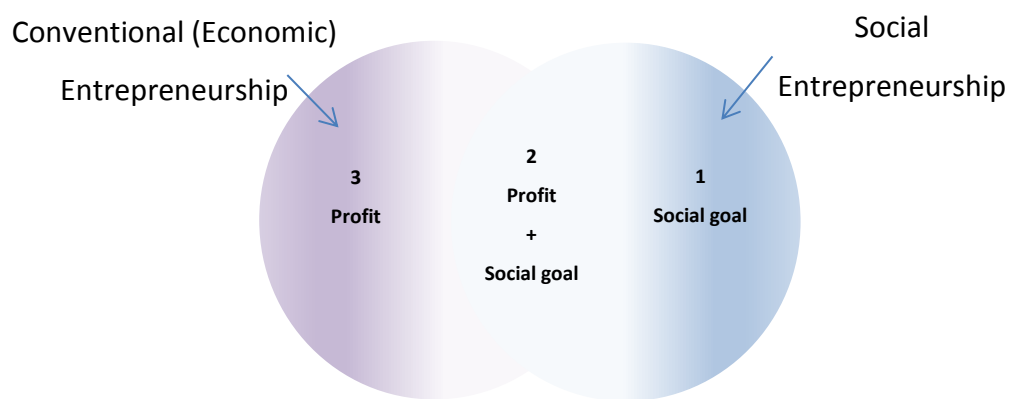 Conventional (Economic)
Entrepreneurship
Social
Entrepreneurship
3
Profit
2
Profit
+
Social goal
1
Social goal